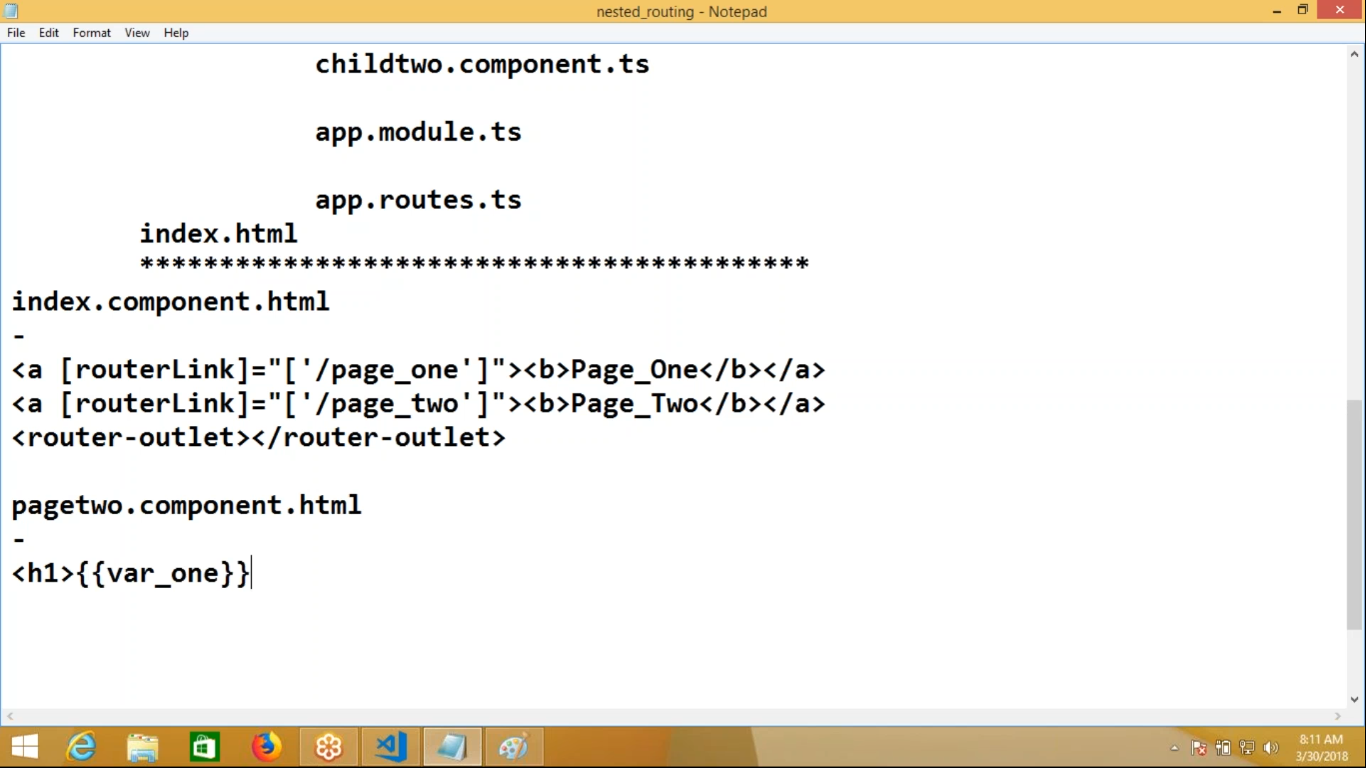 nested_routing - Notepad
File Edit Format View Help
childtwo.component.ts
app.module.ts
app.routes.ts
index.html
******************************************
index.component.html
-
<a [routerLink]="['/page_one']"><b>Page_One</b></a>
<a [routerLink]="['/page_two']"><b>Page_Two</b></a>
<router-outlet></router-outlet>
pagetwo.component.html
-
<h1>{{var_one}}
8:11 AM
3/30/2018